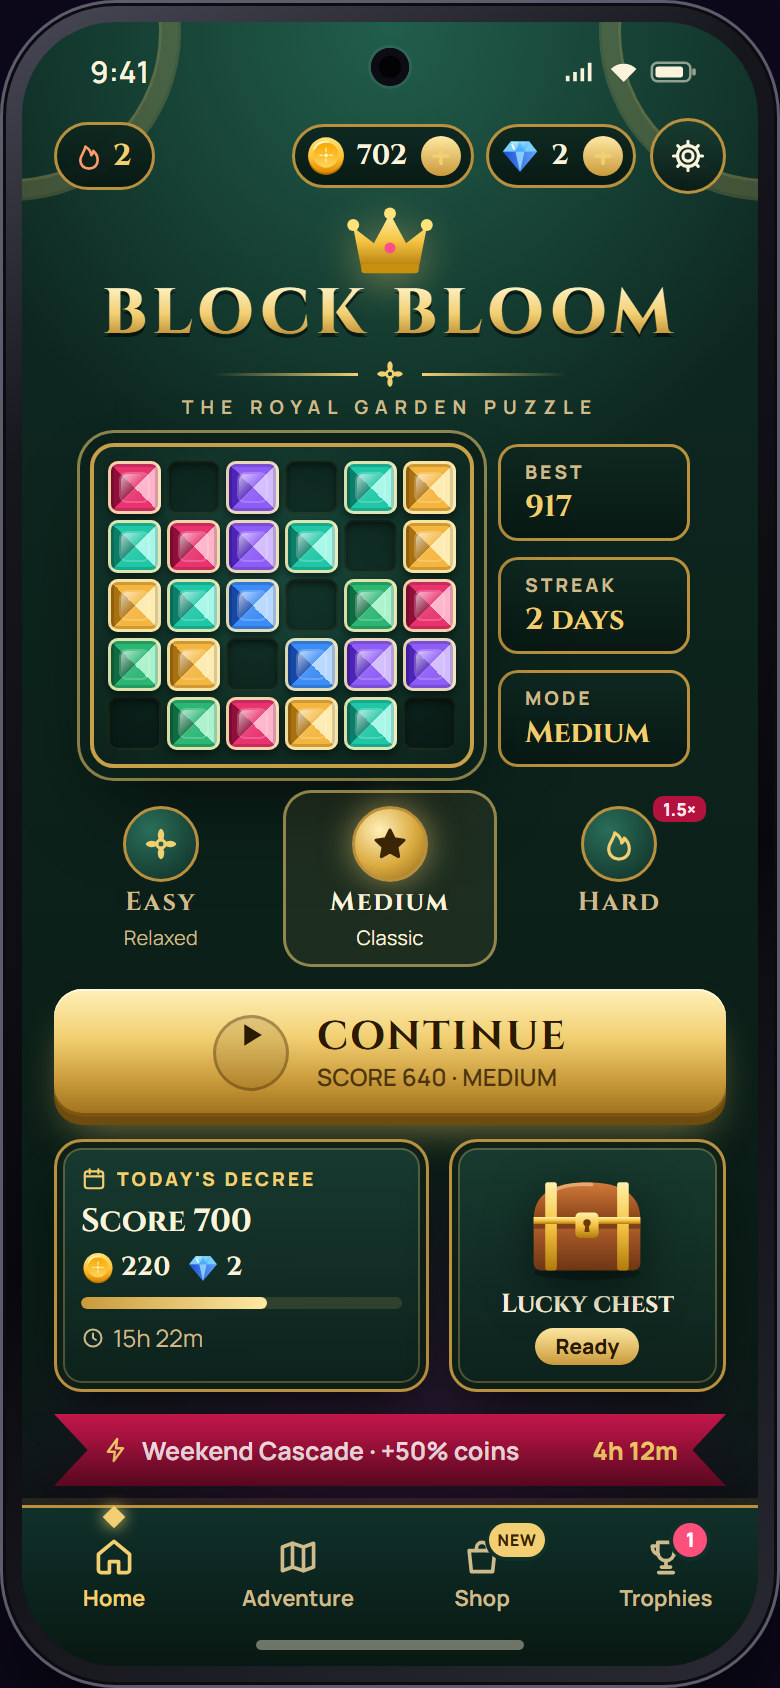 9:41
2
702
2
BLOCK BLOOM
THE ROYAL GARDEN PUZZLE
BEST
917
STREAK
2 DAYS
MODE
MEDIUM
1.5×
EASY
Relaxed
MEDIUM
Classic
HARD
CONTINUE
SCORE 640 · MEDIUM
TODAY'S DECREE
SCORE 700
220 2
15h 22m
LUCKY CHEST
Ready
Weekend Cascade · +50% coins 4h 12m
NEW
1
Home
Adventure
Shop
Trophies